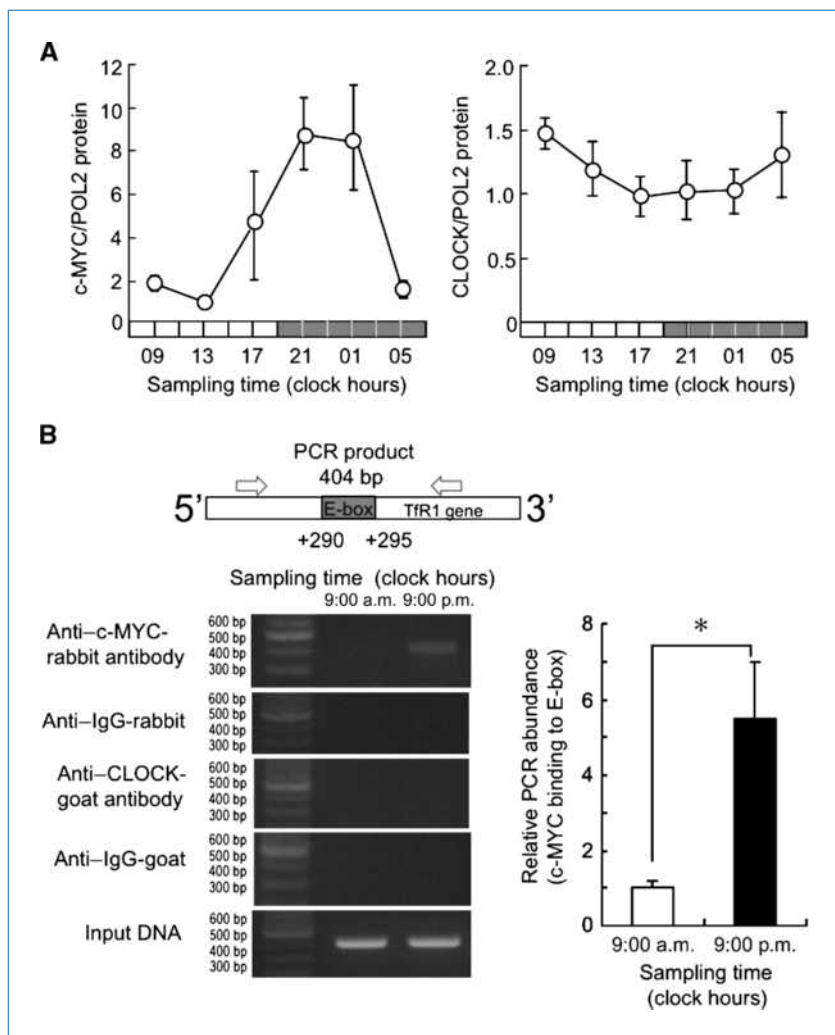 A
c-MYC/POL2 protein
12
10
8
6
4
2
0
09 13 17 21 01 05
Sampling time (clock hours)
CLOCK/POL2 protein
2.0
1.5
1.0
0.5
0
09 13 17 21 01 05
Sampling time (clock hours)
B
PCR product
404 bp
5' E-box TfR1 gene 3'
+290 +295
Sampling time (clock hours)
9:00 a.m. 9:00 p.m.
Anti–c-MYC-
rabbit antibody
600 bp
500 bp
400 bp
300 bp
Anti–IgG-rabbit
600 bp
500 bp
400 bp
300 bp
Anti–CLOCK-
goat antibody
600 bp
500 bp
400 bp
300 bp
Anti–IgG-goat
600 bp
500 bp
400 bp
300 bp
Input DNA
600 bp
500 bp
400 bp
300 bp
Relative PCR abundance
(c-MYC binding to E-box)
8
6
4
2
0
*
9:00 a.m. 9:00 p.m.
Sampling time
(clock hours)